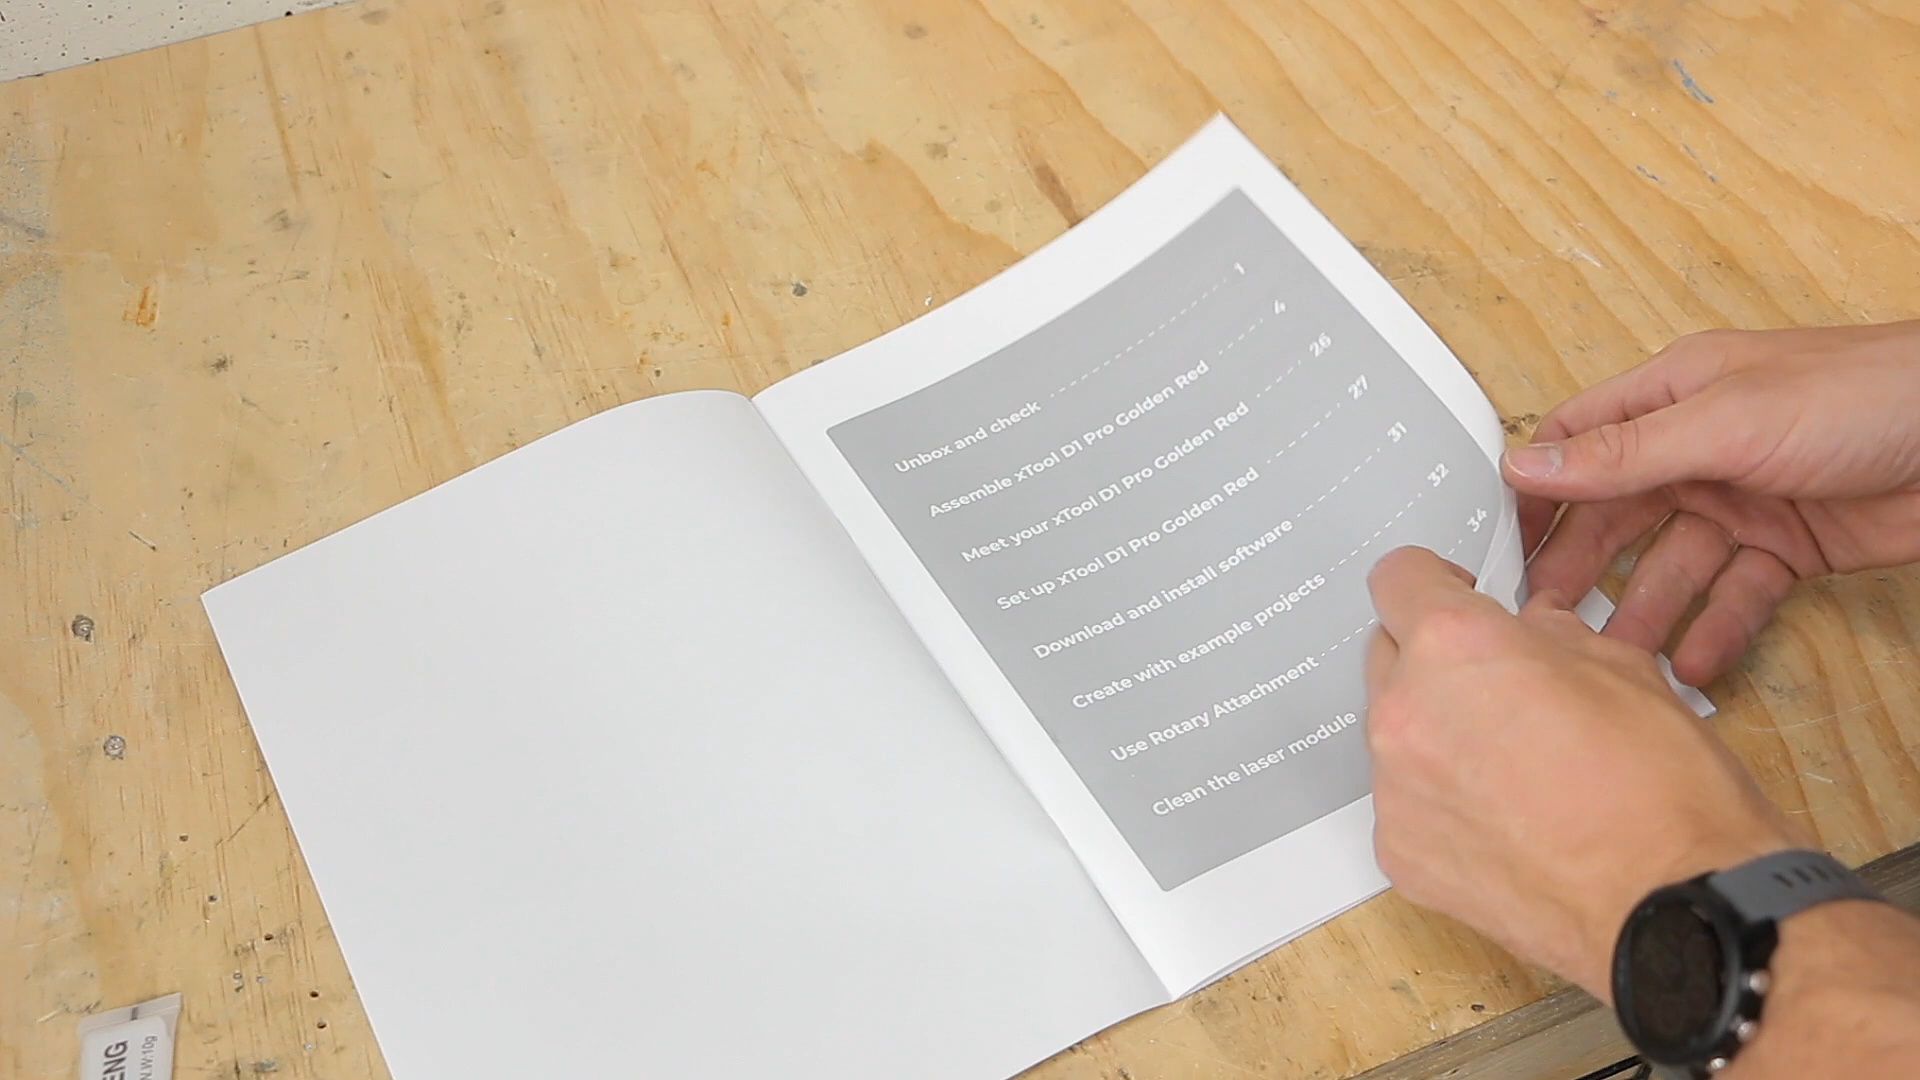 Unbox and check 1
Assemble xTool D1 Pro Golden Red 4
Meet your xTool D1 Pro Golden Red 26
Set up xTool D1 Pro Golden Red 27
Download and install software 31
Create with example projects 32
Use Rotary Attachment 34
Clean the laser module
ENG
N.W:10g